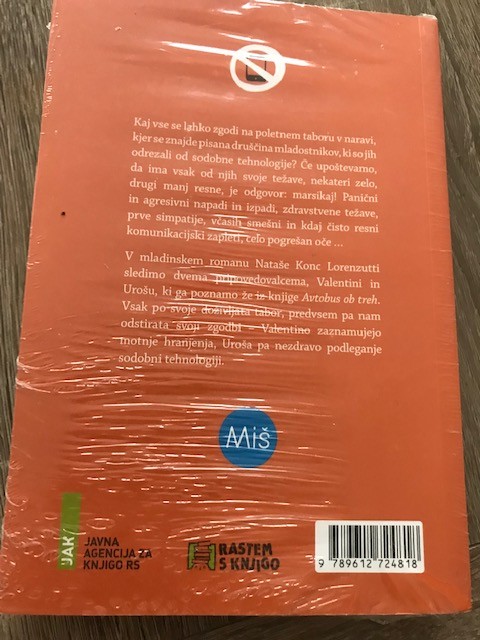 Kaj vse se lahko zgodi na poletnem taboru v naravi,
kjer se znajde pisana druščina mladostnikov, ki so jih
odrezali od sodobne tehnologije? Če upoštevamo,
da ima vsak od njih svoje težave, nekateri zelo,
drugi manj resne, je odgovor: marsikaj! Panični
in agresivni napadi in izpadi, zdravstvene težave,
prve simpatije, včasih smešni in kdaj čisto resni
komunikacijski zapleti, celo pogrešan oče ...
V mladinskem romanu Nataše Konc Lorenzutti
sledimo dvema pripovedovalcema, Valentini in
Urošu, ki ga poznamo že iz knjige Avtobus ob treh.
Vsak po svoje doživljata tabor, predvsem pa nam
odstirata svoji zgodbi – Valentino zaznamujejo
motnje hranjenja, Uroša pa nezdravo podleganje
sodobni tehnologiji.
Miš
JAK
JAVNA
AGENCIJA ZA
KNJIGO RS
RASTEM
S KNJIGO
9 789612 724818